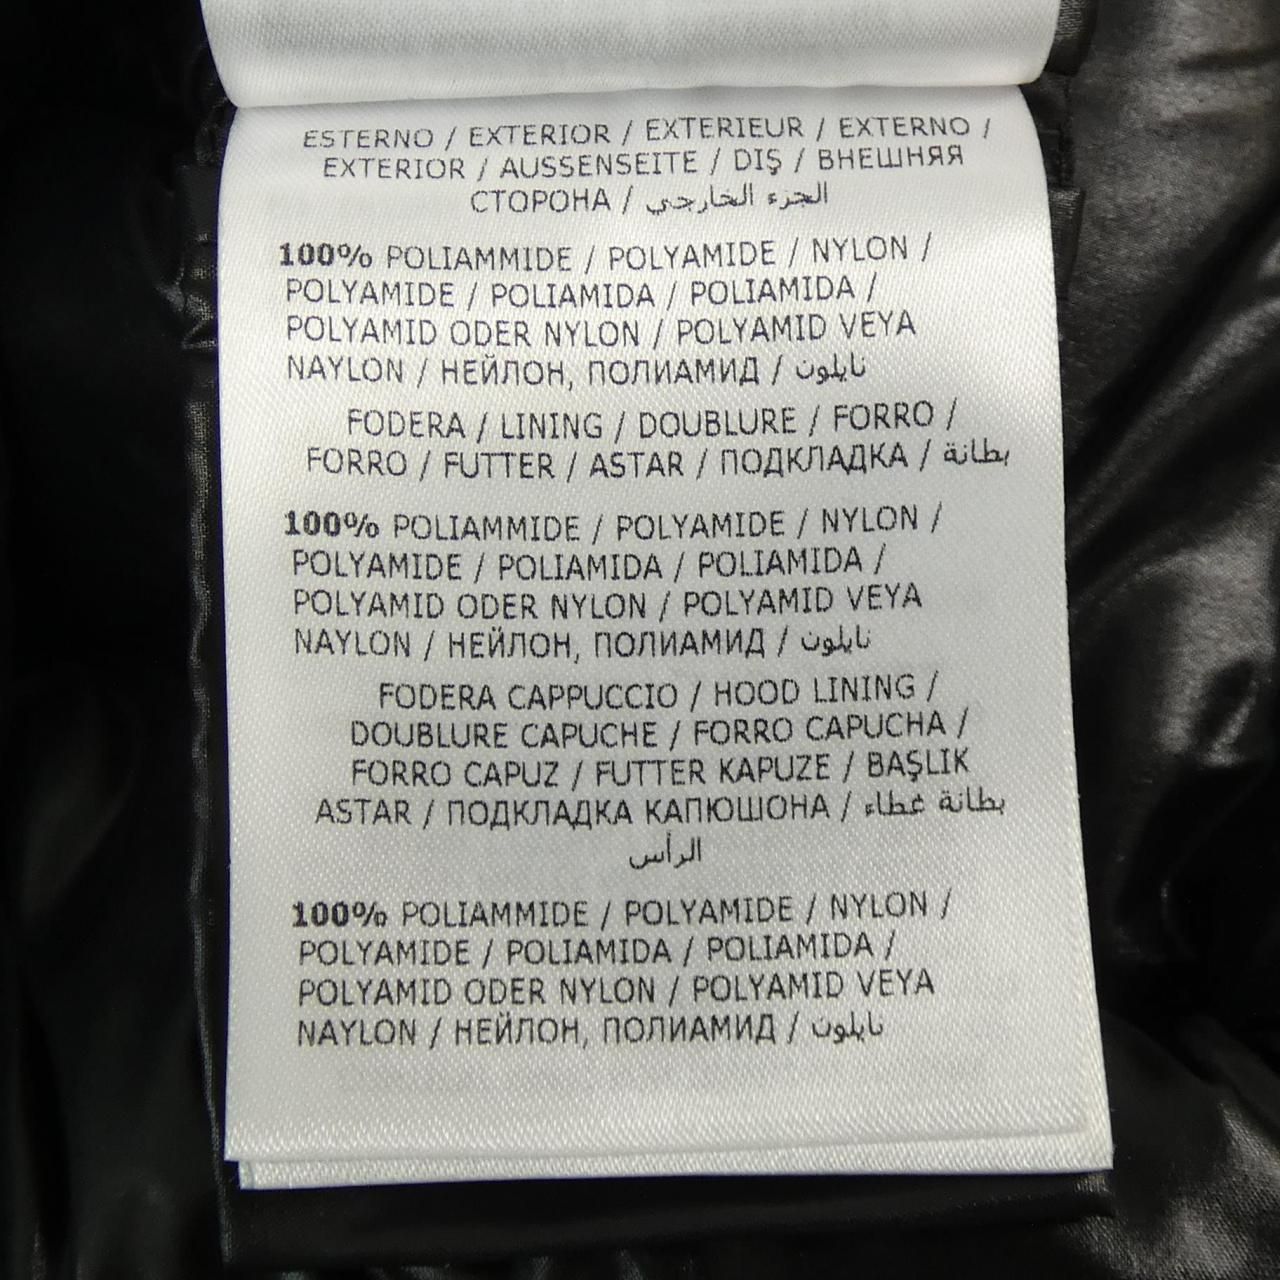 ESTERNO / EXTERIOR / EXTERIEUR / EXTERNO /
EXTERIOR / AUSSENSEITE / DIŞ / ВНЕШНЯЯ
СТОРОНА / الجزء الخارجي
100% POLIAMMIDE / POLYAMIDE / NYLON /
POLYAMIDE / POLIAMIDA / POLIAMIDA /
POLYAMID ODER NYLON / POLYAMID VEYA
NAYLON / НЕЙЛОН, ПОЛИАМИД / نايلون
FODERA / LINING / DOUBLURE / FORRO /
FORRO / FUTTER / ASTAR / ПОДКЛАДКА / بطانة
100% POLIAMMIDE / POLYAMIDE / NYLON /
POLYAMIDE / POLIAMIDA / POLIAMIDA /
POLYAMID ODER NYLON / POLYAMID VEYA
NAYLON / НЕЙЛОН, ПОЛИАМИД / نايلون
FODERA CAPPUCCIO / HOOD LINING /
DOUBLURE CAPUCHE / FORRO CAPUCHA /
FORRO CAPUZ / FUTTER KAPUZE / BAŞLIK
ASTAR / ПОДКЛАДКА КАПЮШОНА / بطانة غطاء
الرأس
100% POLIAMMIDE / POLYAMIDE / NYLON /
POLYAMIDE / POLIAMIDA / POLIAMIDA /
POLYAMID ODER NYLON / POLYAMID VEYA
NAYLON / НЕЙЛОН, ПОЛИАМИД / نايلون